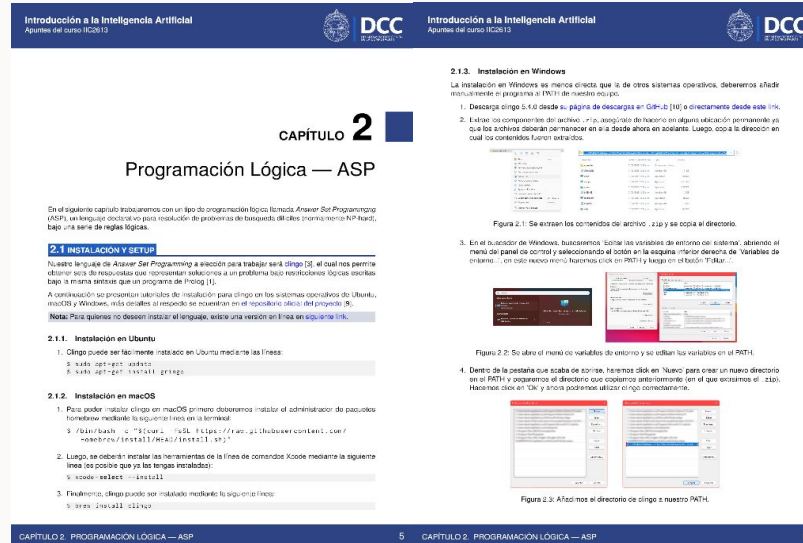 Introducción a la Inteligencia Artificial
Apuntes del curso IIC2613
DCC
CAPÍTULO 2
Programación Lógica — ASP
En el siguiente capítulo trabajaremos con un tipo de programación lógica llamada Answer Set Programming
(ASP), un lenguaje declarativo para resolución de problemas de búsqueda difíciles (normalmente NP-hard),
bajo una serie de reglas lógicas.
2.1 INSTALACIÓN Y SETUP
Nuestro lenguaje de Answer Set Programming a elección para trabajar será clingo [3], el cual nos permite
obtener sets de respuestas que representan soluciones a un problema bajo restricciones lógicas escritas
bajo la misma sintaxis que un programa de Prolog [1].
A continuación se presentan tutoriales de instalación para clingo en los sistemas operativos de Ubuntu,
macOS y Windows, más detalles al respecto se ecuentran en el repositorio oficial del proyecto [9].
Nota: Para quienes no deseen instalar el lenguaje, existe una versión en línea en siguiente link.
2.1.1. Instalación en Ubuntu
1. Clingo puede ser fácilmente instalado en Ubuntu mediante las líneas:
$ sudo apt-get update
$ sudo apt-get install gringo
2.1.2. Instalación en macOS
1. Para poder instalar clingo en macOS primero deberemos instalar el administrador de paquetes
homebrew mediante la siguiente línea en la terminal:
$ /bin/bash -c "$(curl -fsSL https://raw.githubusercontent.com/
Homebrew/install/HEAD/install.sh)"
2. Luego, se deberán instalar las herramientas de la línea de comandos Xcode mediante la siguiente
línea (es posible que ya las tengas instaladas):
$ xcode-select --install
3. Finalmente, clingo puede ser instalado mediante la siguiente línea:
$ brew install clingo
CAPÍTULO 2. PROGRAMACIÓN LÓGICA — ASP 5
Introducción a la Inteligencia Artificial
Apuntes del curso IIC2613
DCC
2.1.3. Instalación en Windows
La instalación en Windows es menos directa que la de otros sistemas operativos, deberemos añadir
manualmente el programa al PATH de nuestro equipo.
1. Descarga clingo 5.4.0 desde su página de descargas en GitHub [10] o directamente desde este link.
2. Extrae los componentes del archivo .zip, asegúrate de hacerlo en alguna ubicación permanente ya
que los archivos deberán permanecer en ella desde ahora en adelante. Luego, copia la dirección en
cuál los contenidos fueron extraídos.
Figura 2.1: Se extraen los contenidos del archivo .zip y se copia el directorio.
3. En el buscador de Windows, buscaremos 'Editar las variables de entorno del sistema', abriendo el
menú del panel de control y seleccionando el botón en la esquina inferior derecha de 'Variables de
entorno...', en este nuevo menú haremos click en PATH y luego en el botón 'Editar...'.
Figura 2.2: Se abre el menú de variables de entorno y se editan las variables en el PATH.
4. Dentro de la pestaña que acaba de abrirse, haremos click en 'Nuevo' para crear un nuevo directorio
en el PATH y pegaremos el directorio que copiamos anteriormente (en el que extrajimos el .zip).
Hacemos click en 'Ok' y ahora podremos utilizar clingo correctamente.
Figura 2.3: Añadimos el directorio de clingo a nuestro PATH.
CAPÍTULO 2. PROGRAMACIÓN LÓGICA — ASP